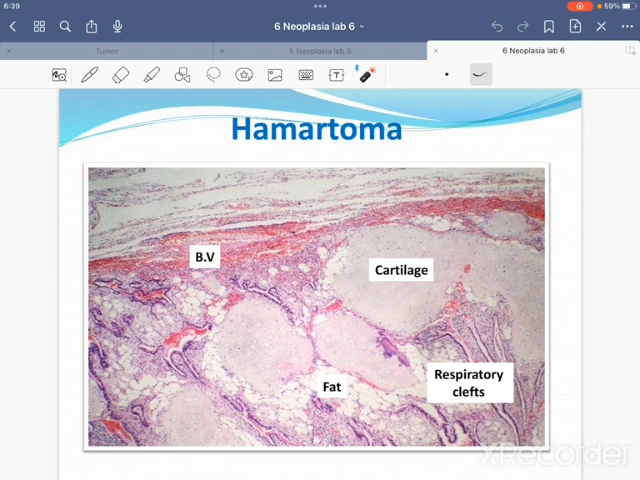 6:39
59%
6 Neoplasia lab 6
Tumor
5 Neoplasia lab 6
6 Neoplasia lab 6
Hamartoma
B.V
Cartilage
Fat
Respiratory
clefts
XRecorder